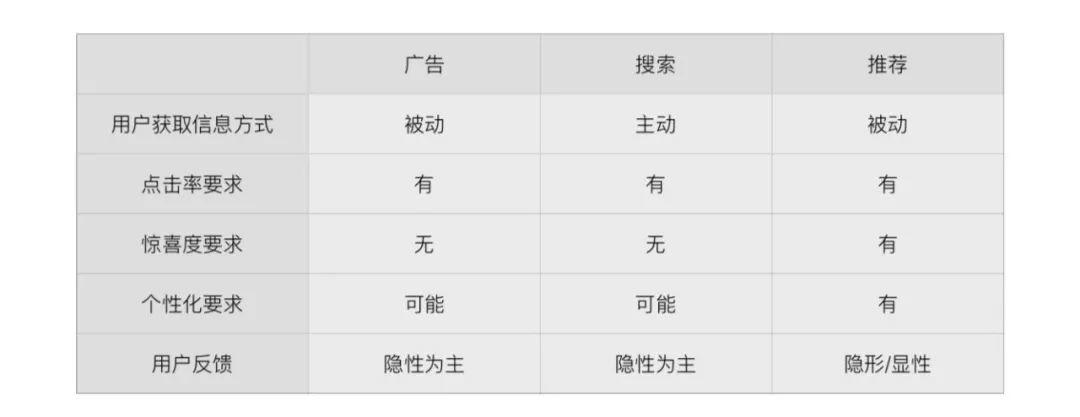 广告 搜索 推荐
用户获取信息方式 被动 主动 被动
点击率要求 有 有 有
惊喜度要求 无 无 有
个性化要求 可能 可能 有
用户反馈 隐性为主 隐性为主 隐形/显性